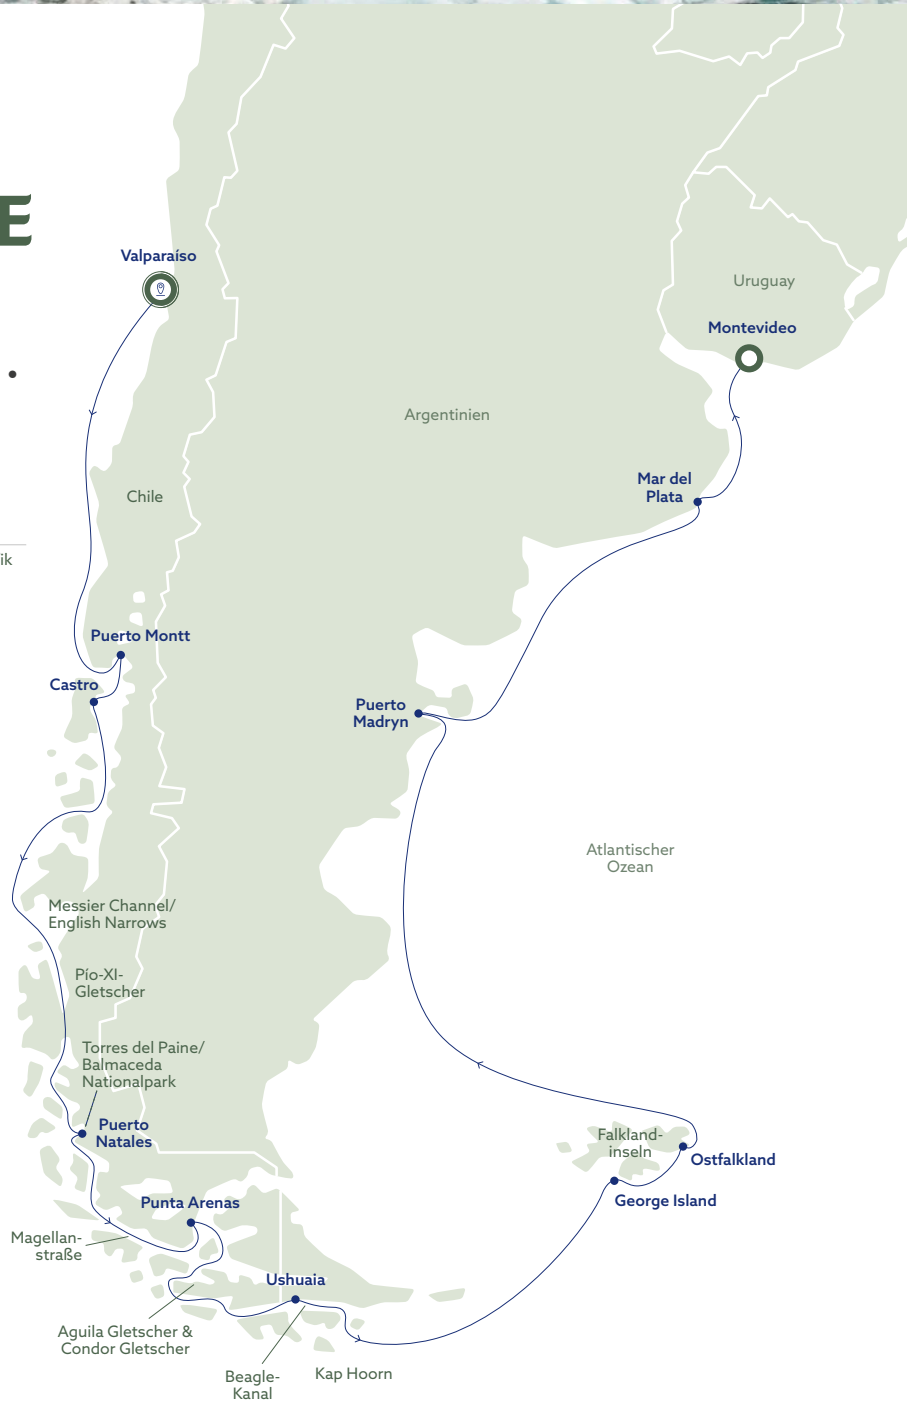 E
Valparaíso
Uruguay
Montevideo
Argentinien
Mar del
Plata
Chile
ik
Puerto Montt
Castro
Puerto
Madryn
Atlantischer
Ozean
Messier Channel/
English Narrows
Pío-XI-
Gletscher
Torres del Paine/
Balmaceda
Nationalpark
Puerto
Natales
Falkland-
inseln
Ostfalkland
George Island
Punta Arenas
Magellan-
straße
Ushuaia
Aguila Gletscher &
Condor Gletscher
Beagle-
Kanal
Kap Hoorn